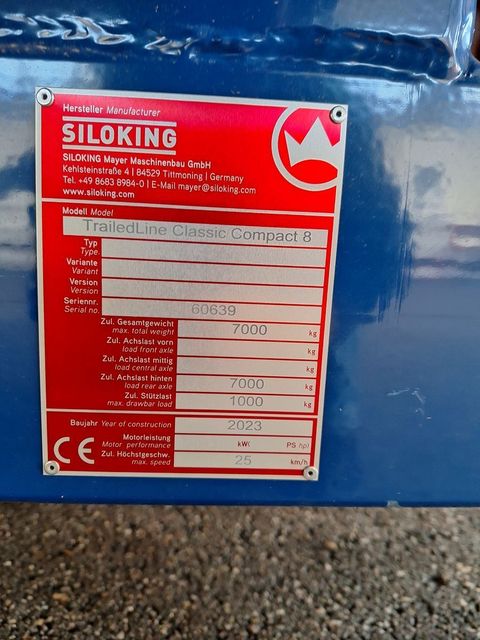 Hersteller Manufacturer
SILOKING
SILOKING Mayer Maschinenbau GmbH
Kehlsteinstraße 4 | 84529 Tittmoning | Germany
Tel. +49 8683 8984-0 | E-Mail mayer@siloking.com
www.siloking.com
Modell Model
TrailedLine Classic Compact 8
Typ
Type
Variante
Variant
Version
Version
Seriennr.
Serial no.
60639
Zul. Gesamtgewicht
max. total weight
7000 kg
Zul. Achslast vorn
load front axle
kg
Zul. Achslast mittig
load central axle
kg
Zul. Achslast hinten
load rear axle
7000 kg
Zul. Stützlast
max. drawbar load
1000 kg
Baujahr Year of construction 2023
Motorleistung
Motor performance
kW( PS hp)
Zul. Höchstgeschw.
max. speed
25 km/h
CE